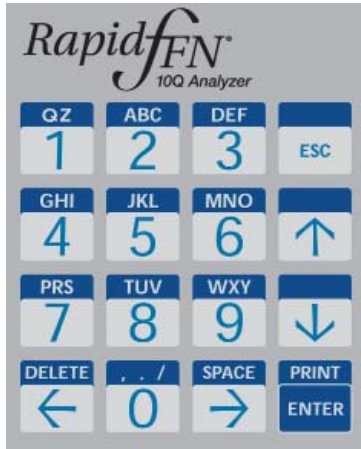 Rapid fFN®
10Q Analyzer
QZ ABC DEF
1 2 3 ESC
GHI JKL MNO
4 5 6 ↑
PRS TUV WXY
7 8 9 ↓
DELETE , . / SPACE PRINT
← 0 → ENTER